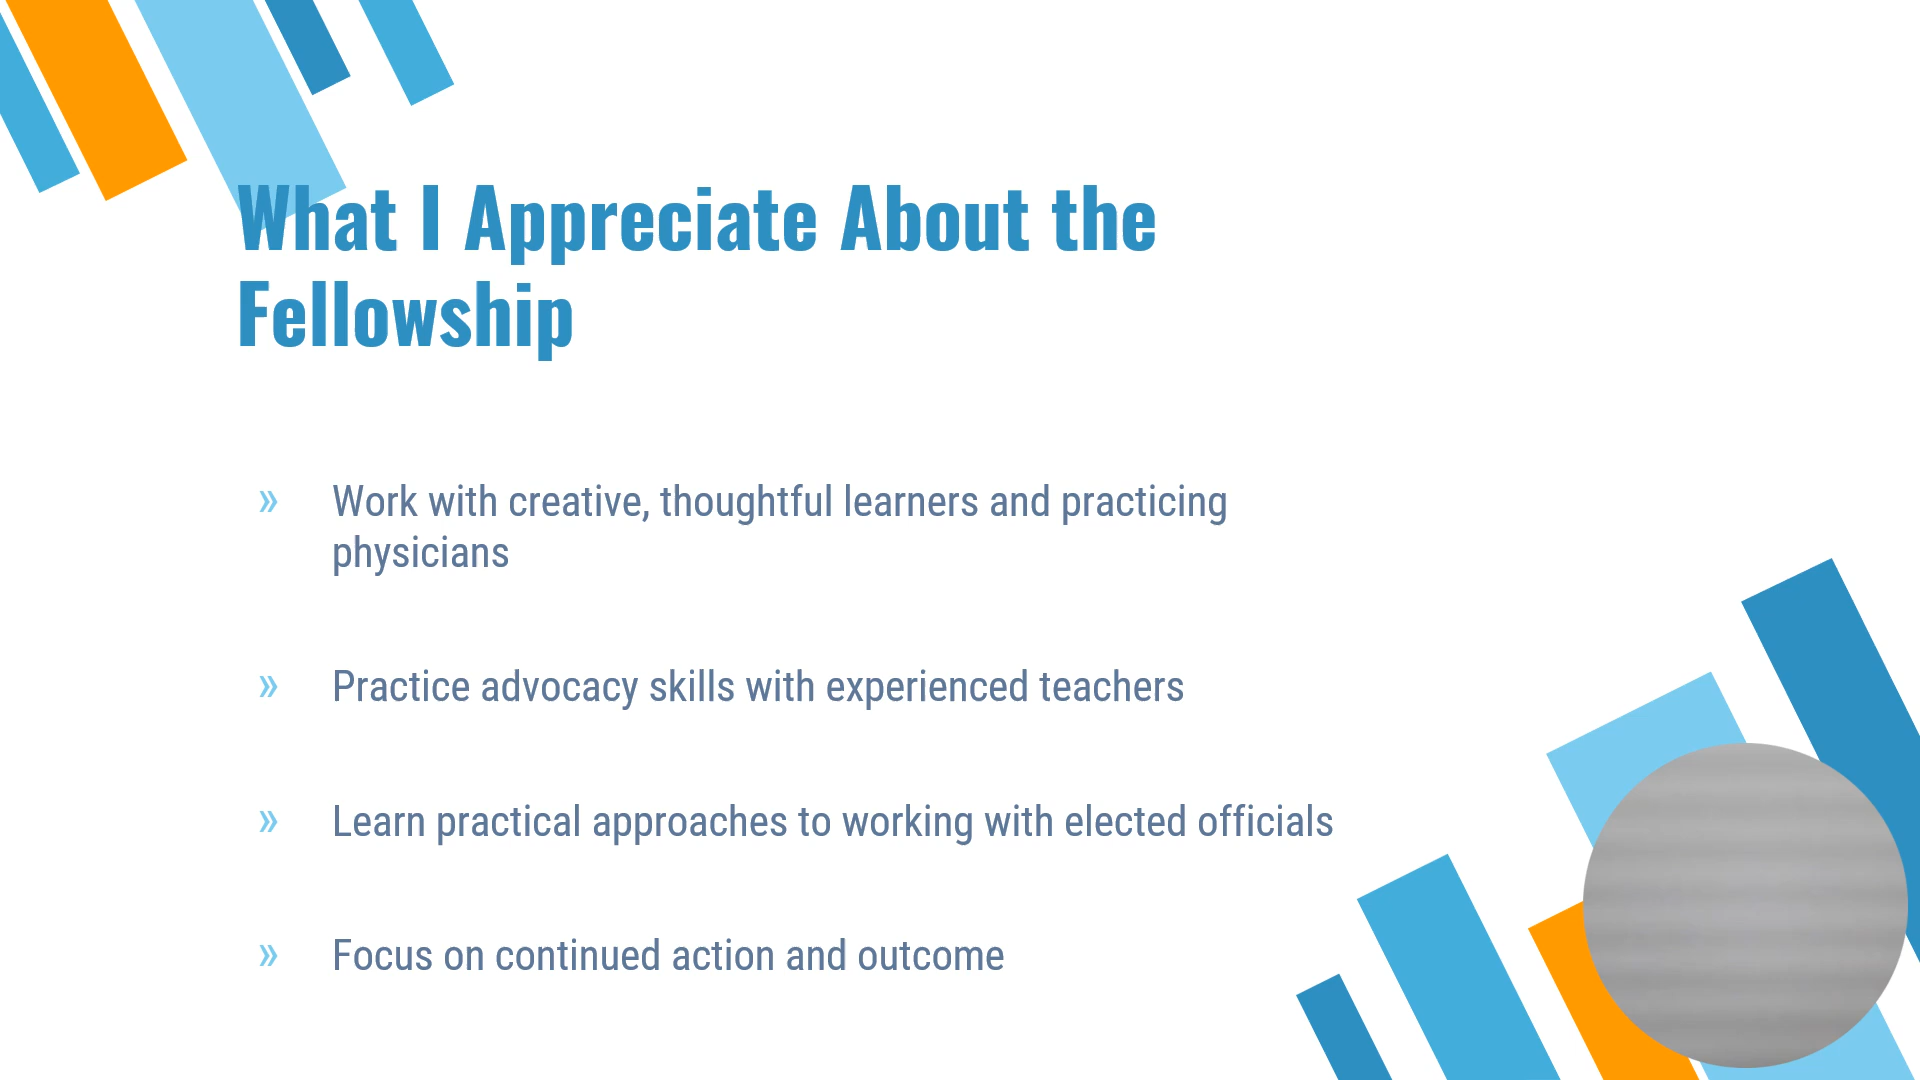 What I Appreciate About the
Fellowship
» Work with creative, thoughtful learners and practicing
physicians
» Practice advocacy skills with experienced teachers
» Learn practical approaches to working with elected officials
» Focus on continued action and outcome